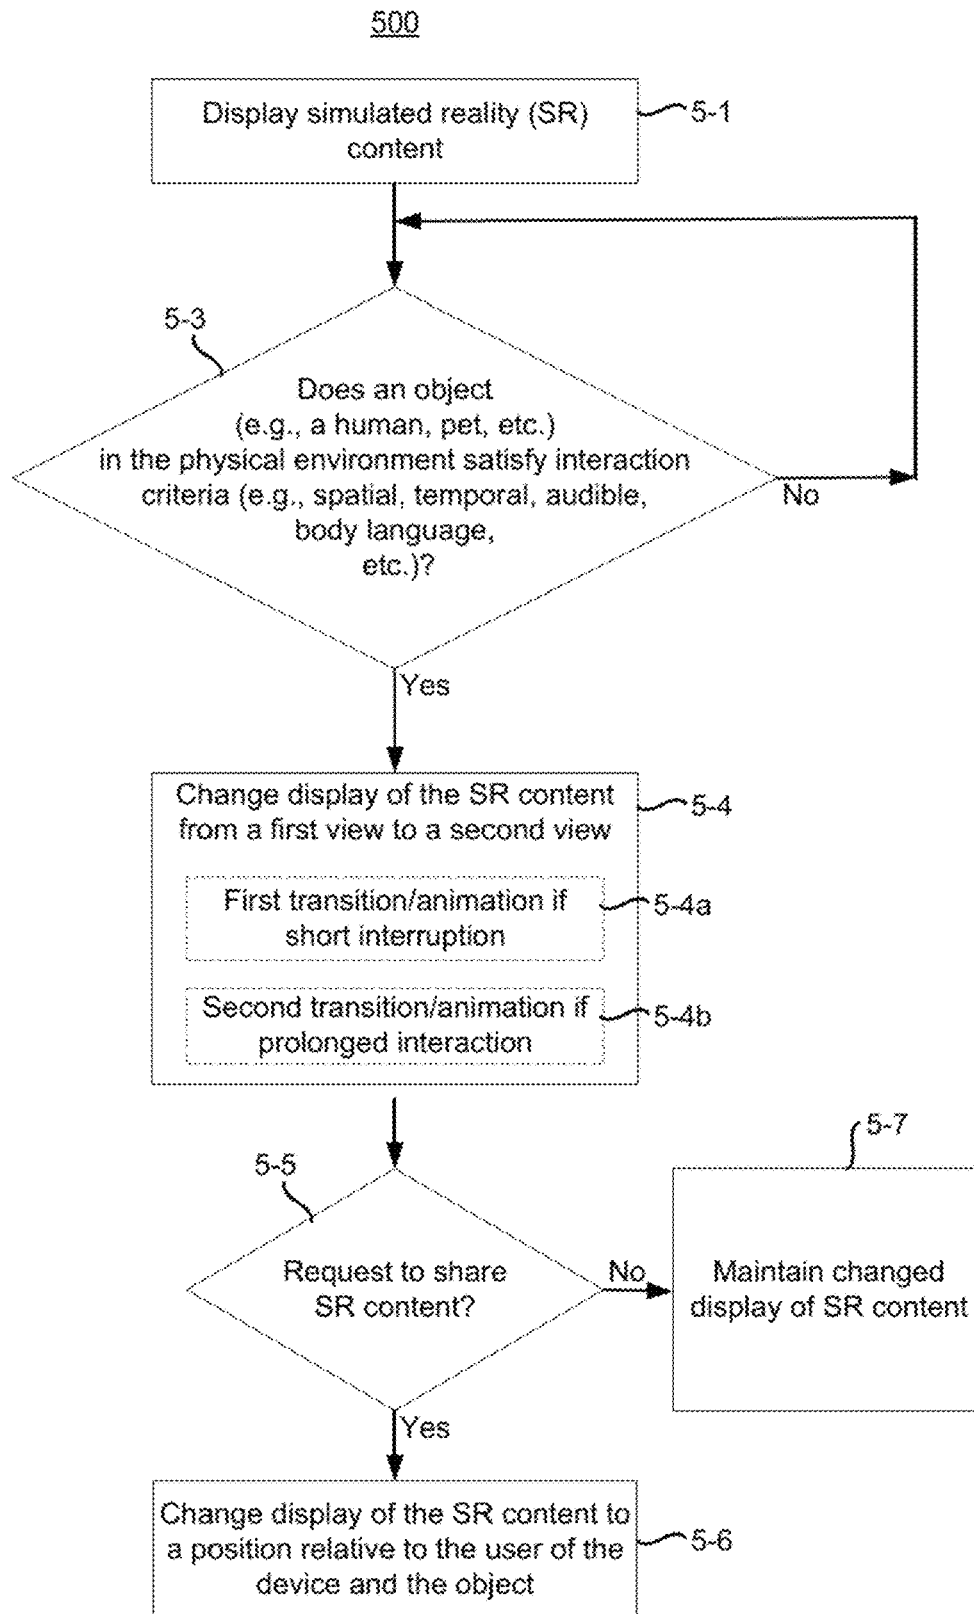 500
Display simulated reality (SR)
content
5-1
5-3
Does an object
(e.g., a human, pet, etc.)
in the physical environment satisfy interaction
criteria (e.g., spatial, temporal, audible,
body language,
etc.)?
No
Yes
Change display of the SR content
from a first view to a second view
5-4
First transition/animation if
short interruption
5-4a
Second transition/animation if
prolonged interaction
5-4b
5-5
Request to share
SR content?
No
5-7
Maintain changed
display of SR content
Yes
Change display of the SR content to
a position relative to the user of the
device and the object
5-6